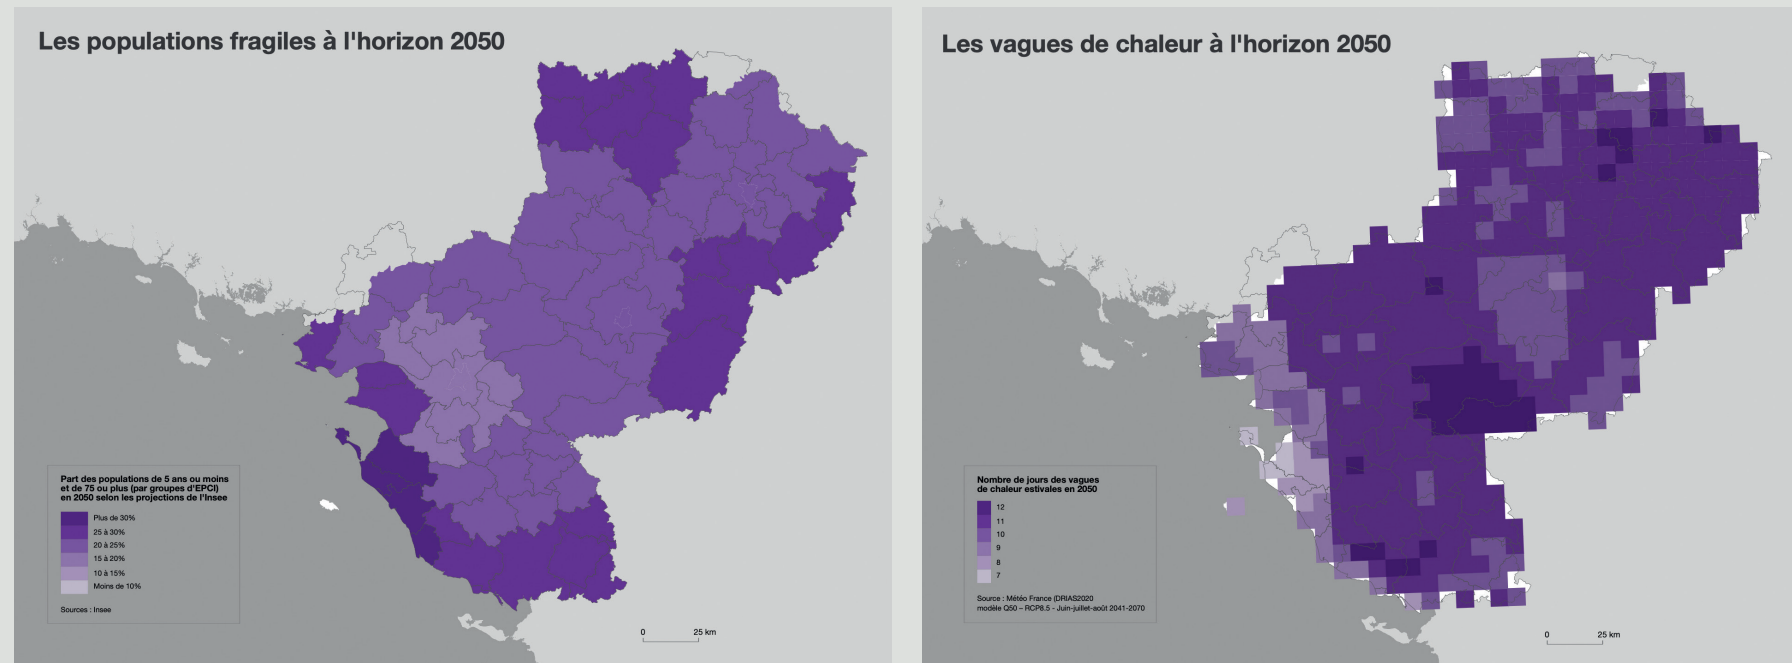 Les populations fragiles à l'horizon 2050
Part des populations de 5 ans ou moins
et de 75 ou plus (par groupes d'EPCI)
en 2050 selon les projections de l'Insee
Plus de 30%
25 à 30%
20 à 25%
15 à 20%
10 à 15%
Moins de 10%
Sources : Insee
0 25 km
Les vagues de chaleur à l'horizon 2050
Nombre de jours des vagues
de chaleur estivales en 2050
12
11
10
9
8
7
Source : Météo France (DRIAS2020
modèle Q50 – RCP8.5 - Juin-juillet-août 2041-2070
0 25 km